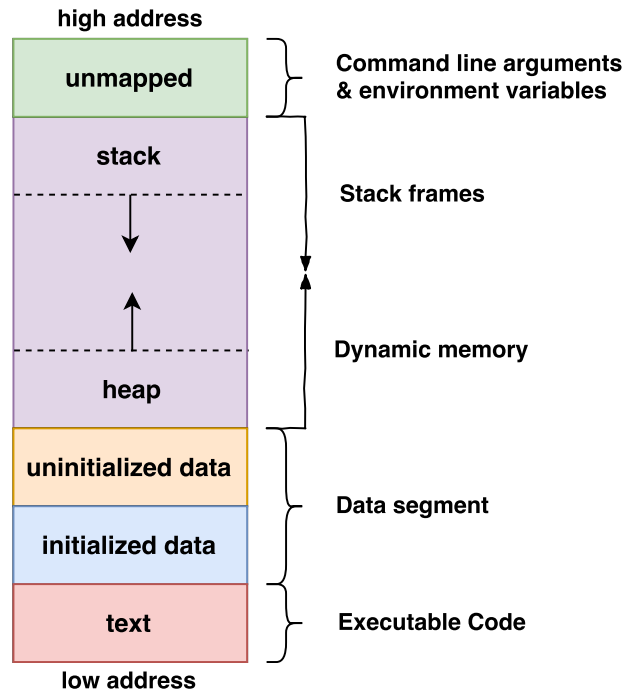 high address
unmapped
Command line arguments
& environment variables
stack
Stack frames
Dynamic memory
heap
uninitialized data
Data segment
initialized data
text
Executable Code
low address